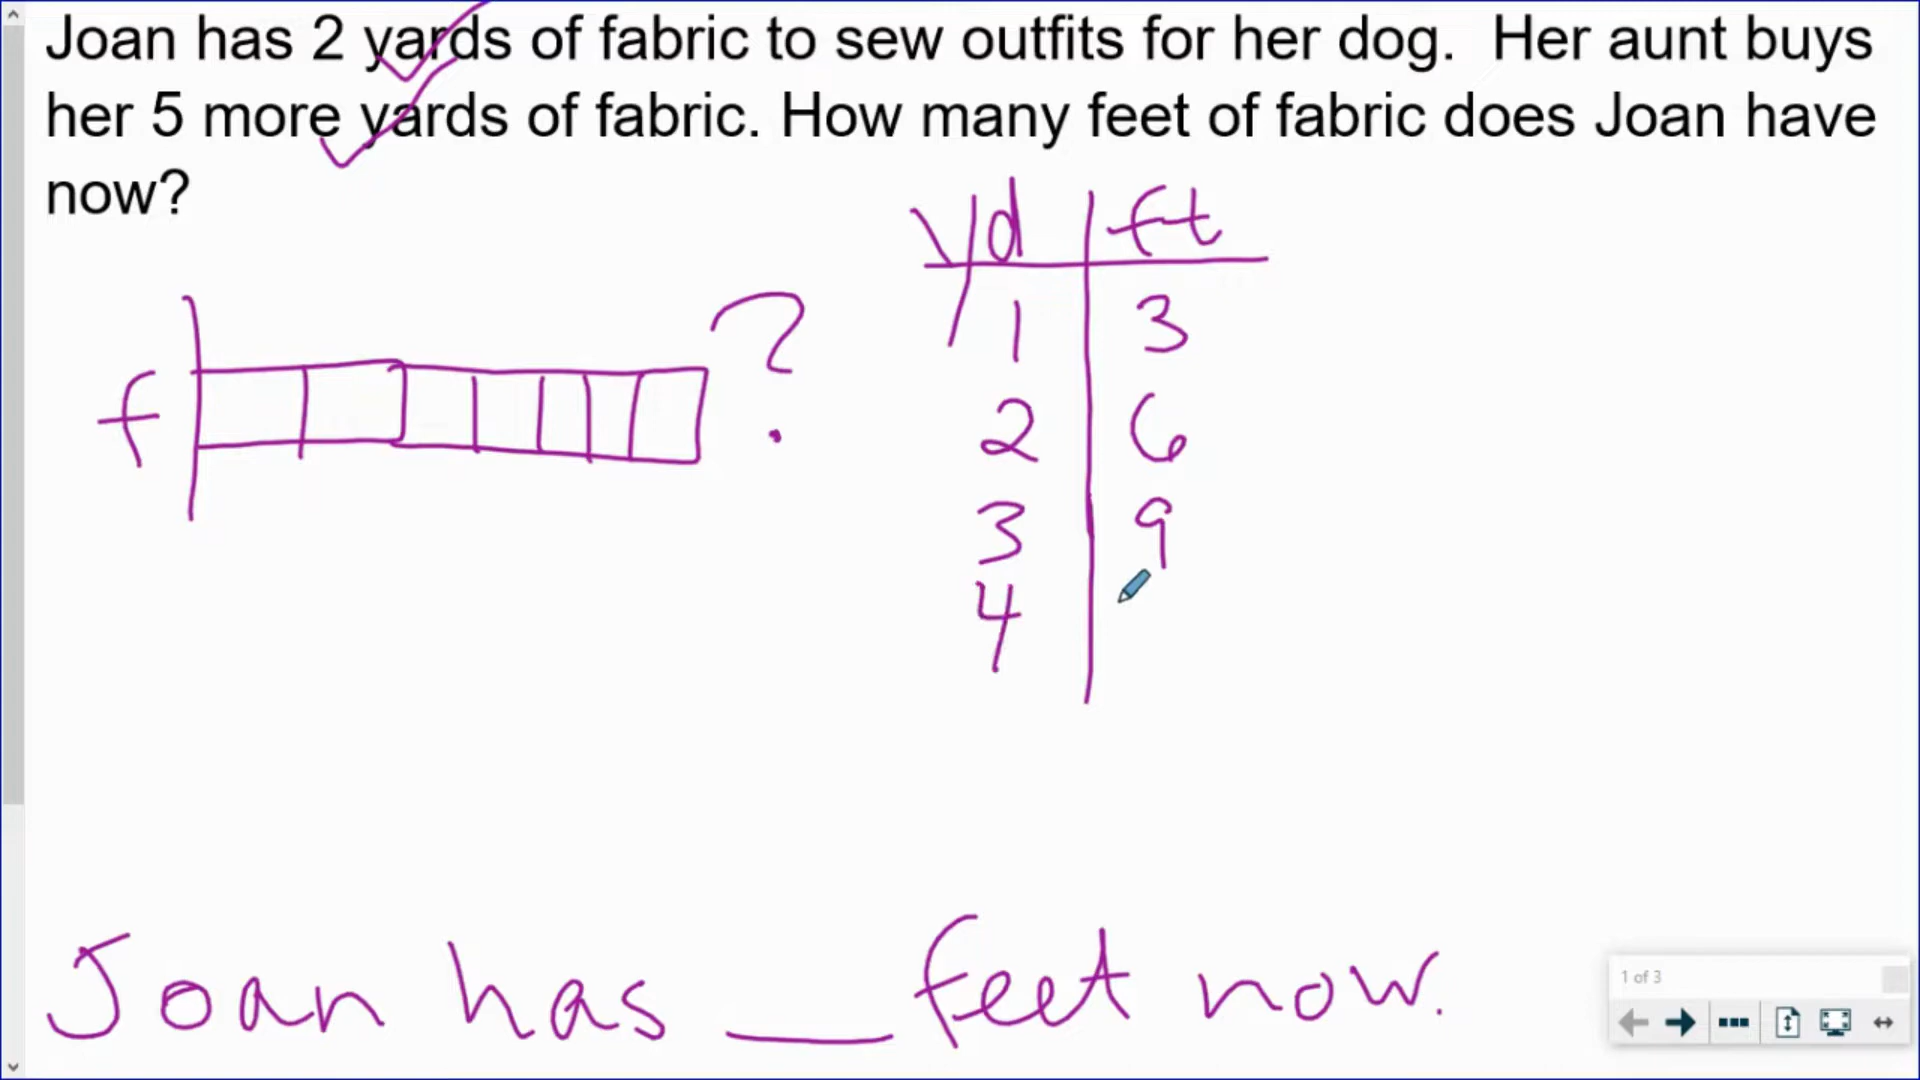 Joan has 2 yards of fabric to sew outfits for her dog. Her aunt buys
her 5 more yards of fabric. How many feet of fabric does Joan have
now?
yd ft
f ?
1 3
2 6
3 9
4
Joan has ___ feet now.
1 of 3